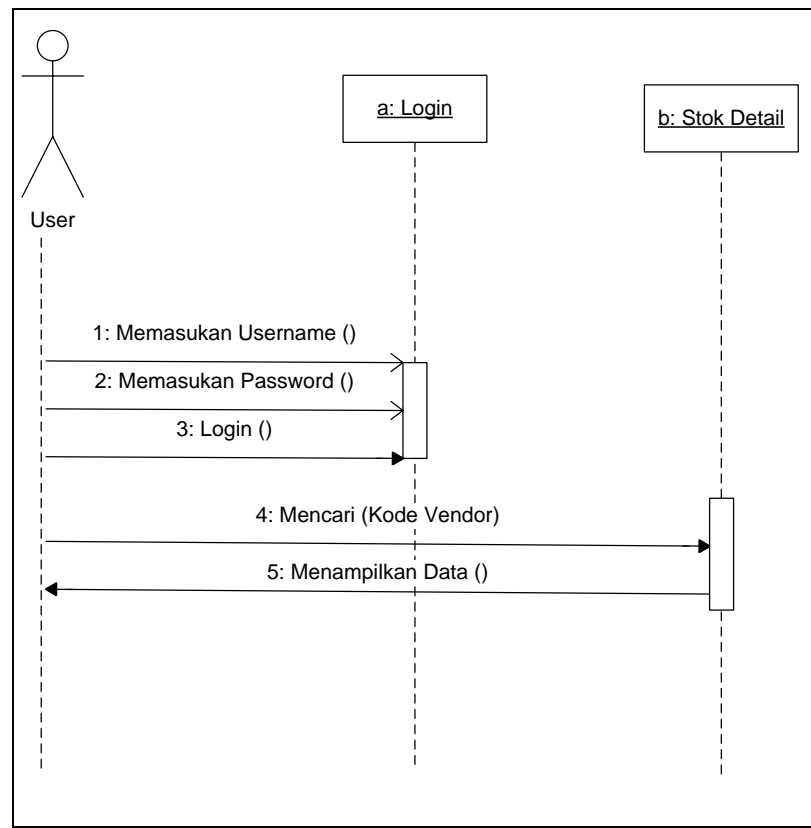 a: Login
b: Stok Detail
User
1: Memasukan Username ()
2: Memasukan Password ()
3: Login ()
4: Mencari (Kode Vendor)
5: Menampilkan Data ()